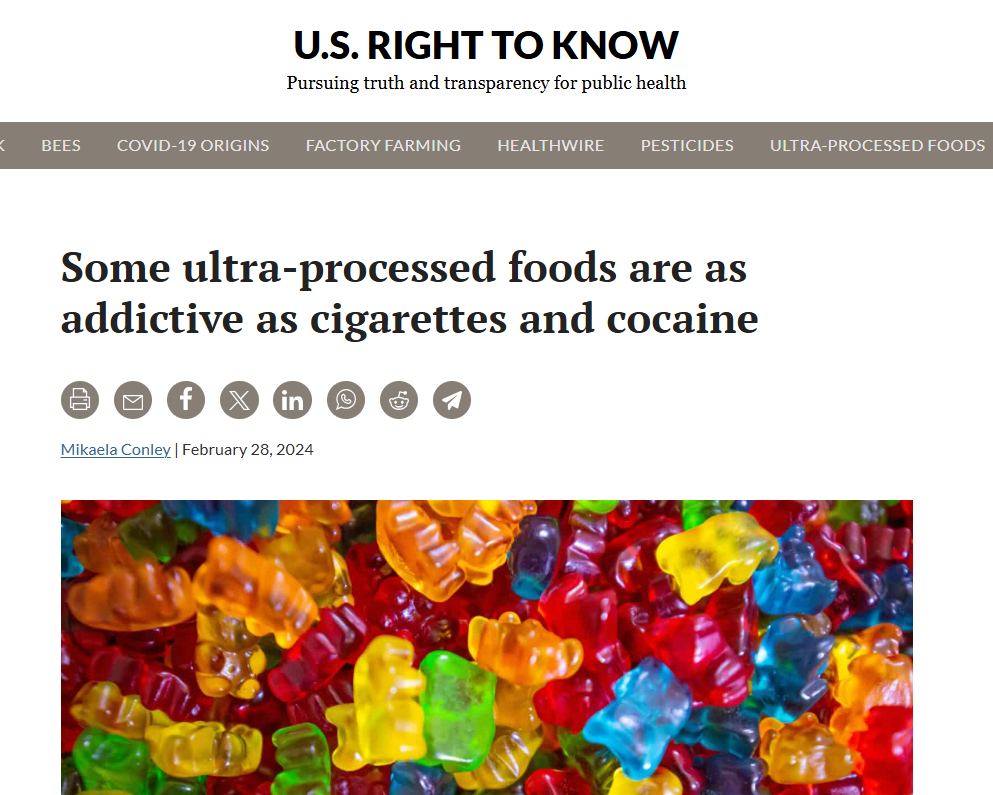 U.S. RIGHT TO KNOW
Pursuing truth and transparency for public health
BEES COVID-19 ORIGINS FACTORY FARMING HEALTHWIRE PESTICIDES ULTRA-PROCESSED FOODS
Some ultra-processed foods are as
addictive as cigarettes and cocaine
Mikaela Conley | February 28, 2024